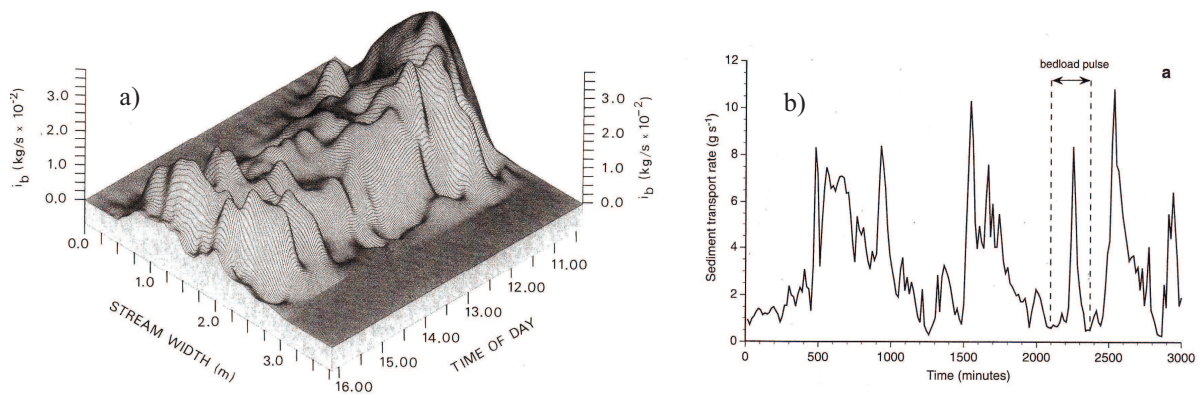 a)
i_b (kg/s × 10⁻²)
3.0
2.0
1.0
0.0
i_b (kg/s × 10⁻²)
3.0
2.0
1.0
0.0
0.0
1.0
2.0
3.0
STREAM WIDTH (m)
11.00
12.00
13.00
14.00
15.00
16.00
TIME OF DAY
b)
a
bedload pulse
Sediment transport rate (g s⁻¹)
12
10
8
6
4
2
0
0 500 1000 1500 2000 2500 3000
Time (minutes)